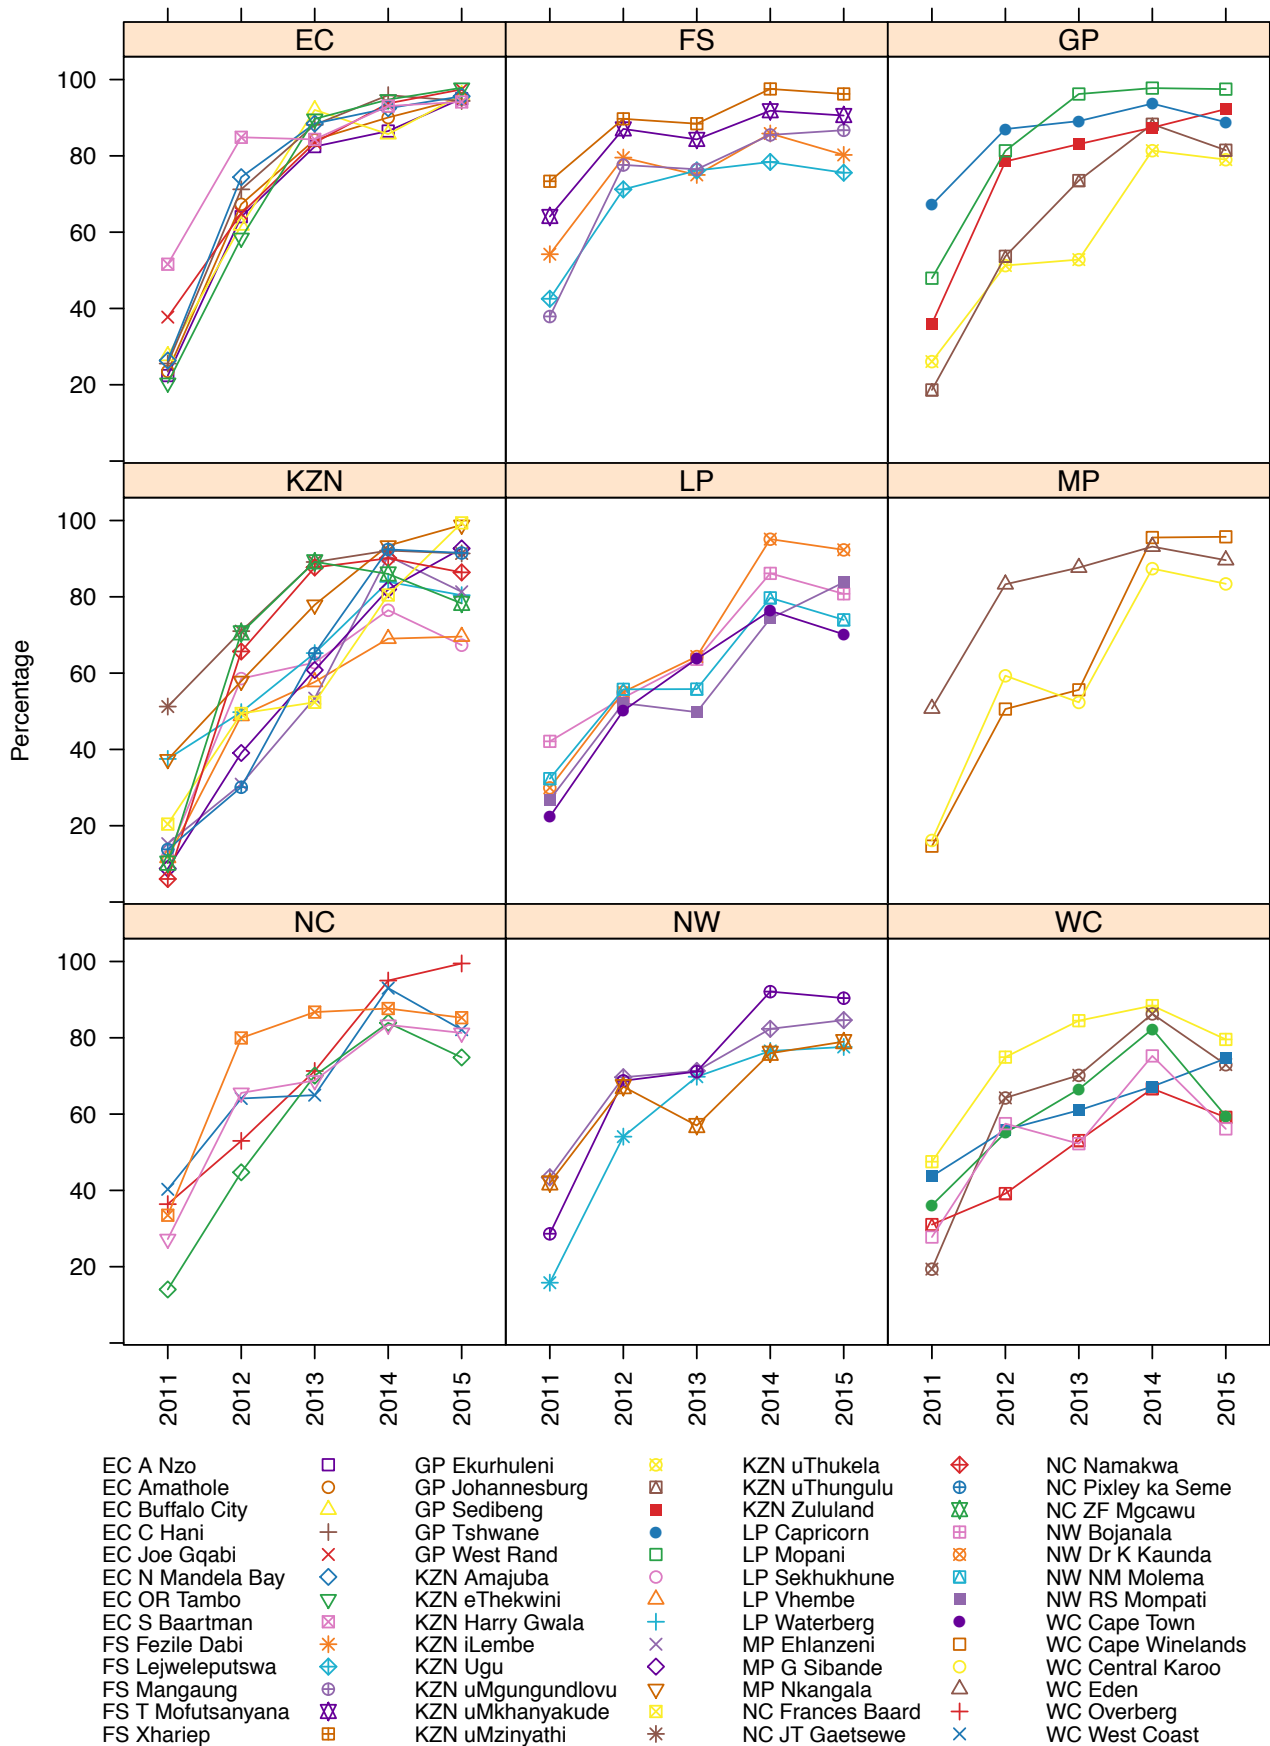 EC FS GP
100
80
60
40
20
KZN LP MP
100
80
60
40
20
Percentage
NC NW WC
100
80
60
40
20
2011 2012 2013 2014 2015 2011 2012 2013 2014 2015 2011 2012 2013 2014 2015
EC A Nzo GP Ekurhuleni KZN uThukela NC Namakwa
EC Amathole GP Johannesburg KZN uThungulu NC Pixley ka Seme
EC Buffalo City GP Sedibeng KZN Zululand NC ZF Mgcawu
EC C Hani GP Tshwane LP Capricorn NW Bojanala
EC Joe Gqabi GP West Rand LP Mopani NW Dr K Kaunda
EC N Mandela Bay KZN Amajuba LP Sekhukhune NW NM Molema
EC OR Tambo KZN eThekwini LP Vhembe NW RS Mompati
EC S Baartman KZN Harry Gwala LP Waterberg WC Cape Town
FS Fezile Dabi KZN iLembe MP Ehlanzeni WC Cape Winelands
FS Lejweleputswa KZN Ugu MP G Sibande WC Central Karoo
FS Mangaung KZN uMgungundlovu MP Nkangala WC Eden
FS T Mofutsanyana KZN uMkhanyakude NC Frances Baard WC Overberg
FS Xhariep KZN uMzinyathi NC JT Gaetsewe WC West Coast